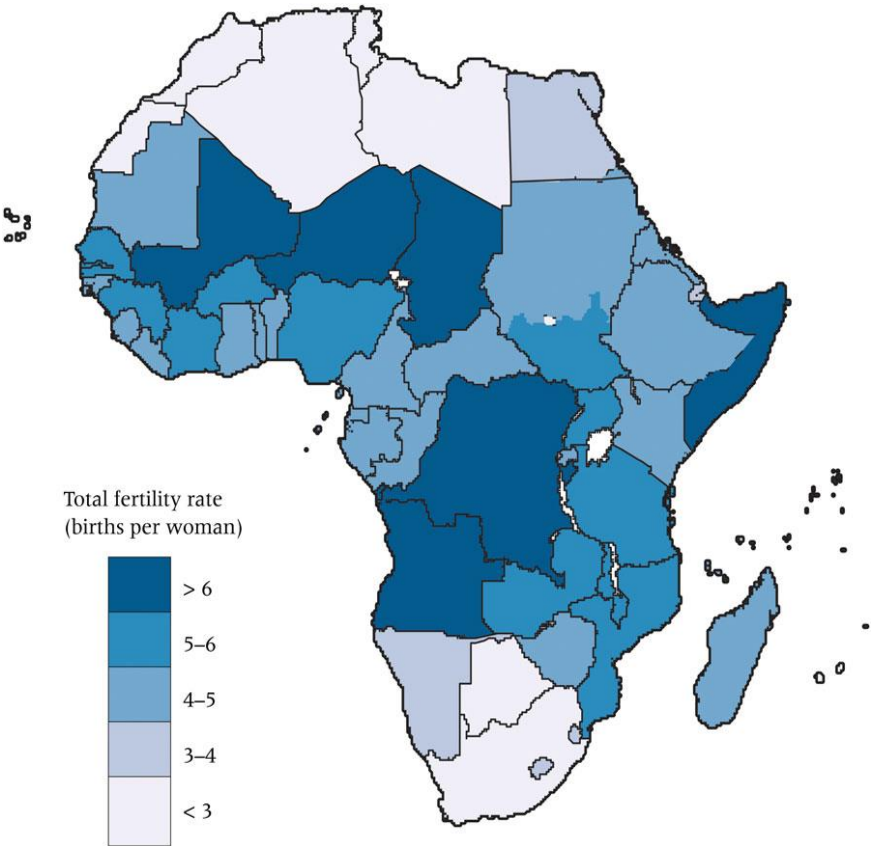 Total fertility rate
(births per woman)
> 6
5–6
4–5
3–4
< 3